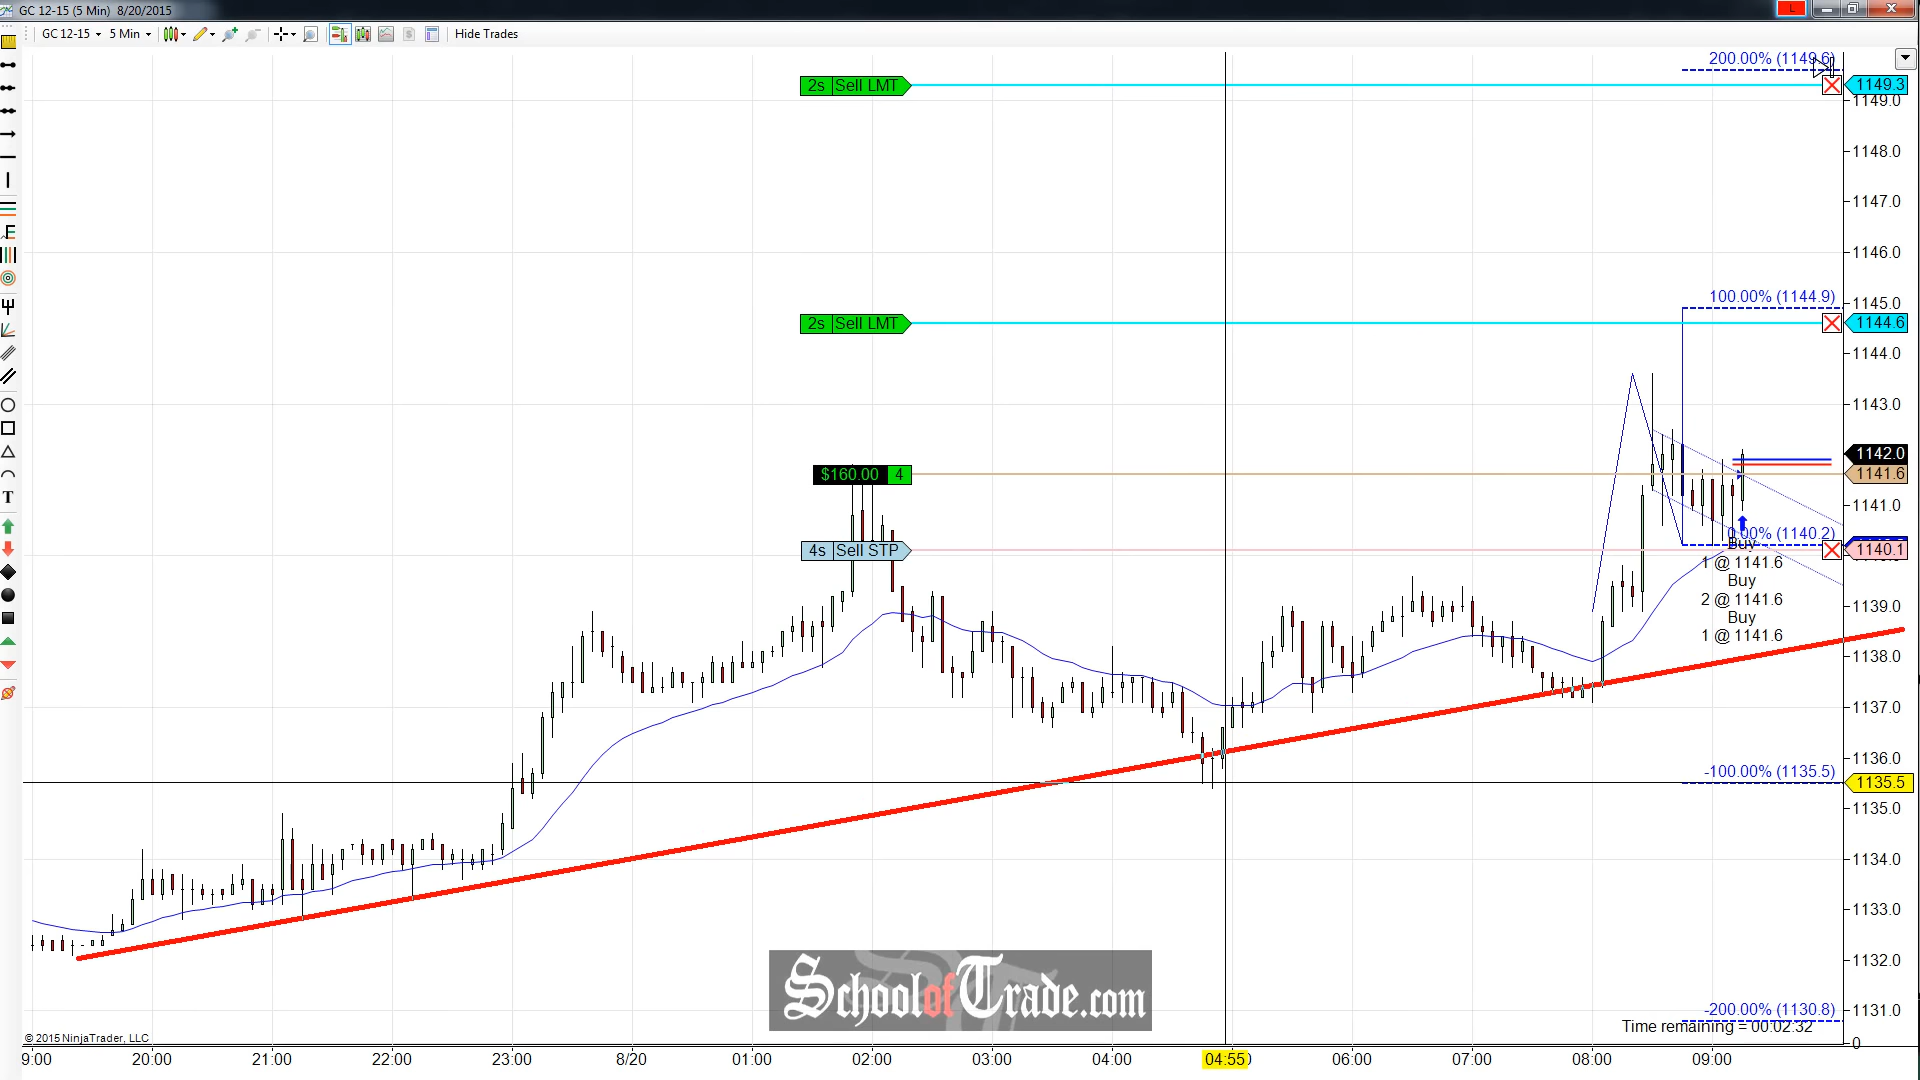 GC 12-15 (5 Min)  8/20/2015
L
GC 12-15
5 Min
Hide Trades
200.00% (1149.6)
2s Sell LMT
1149.3
1149.0
1148.0
1147.0
1146.0
100.00% (1144.9)
1145.0
2s Sell LMT
1144.6
1144.0
1143.0
1142.0
$160.00 4
1141.6
1141.0
0.00% (1140.2)
4s Sell STP
1140.1
Buy
1 @ 1141.6
Buy
2 @ 1141.6
Buy
1 @ 1141.6
1139.0
1138.0
1137.0
1136.0
-100.00% (1135.5)
1135.5
1135.0
1134.0
1133.0
1132.0
SchoolofTrade.com
-200.00% (1130.8)
1131.0
Time remaining = 00:02:32
© 2015 NinjaTrader, LLC
0
9:00 20:00 21:00 22:00 23:00 8/20 01:00 02:00 03:00 04:00 04:55 06:00 07:00 08:00 09:00